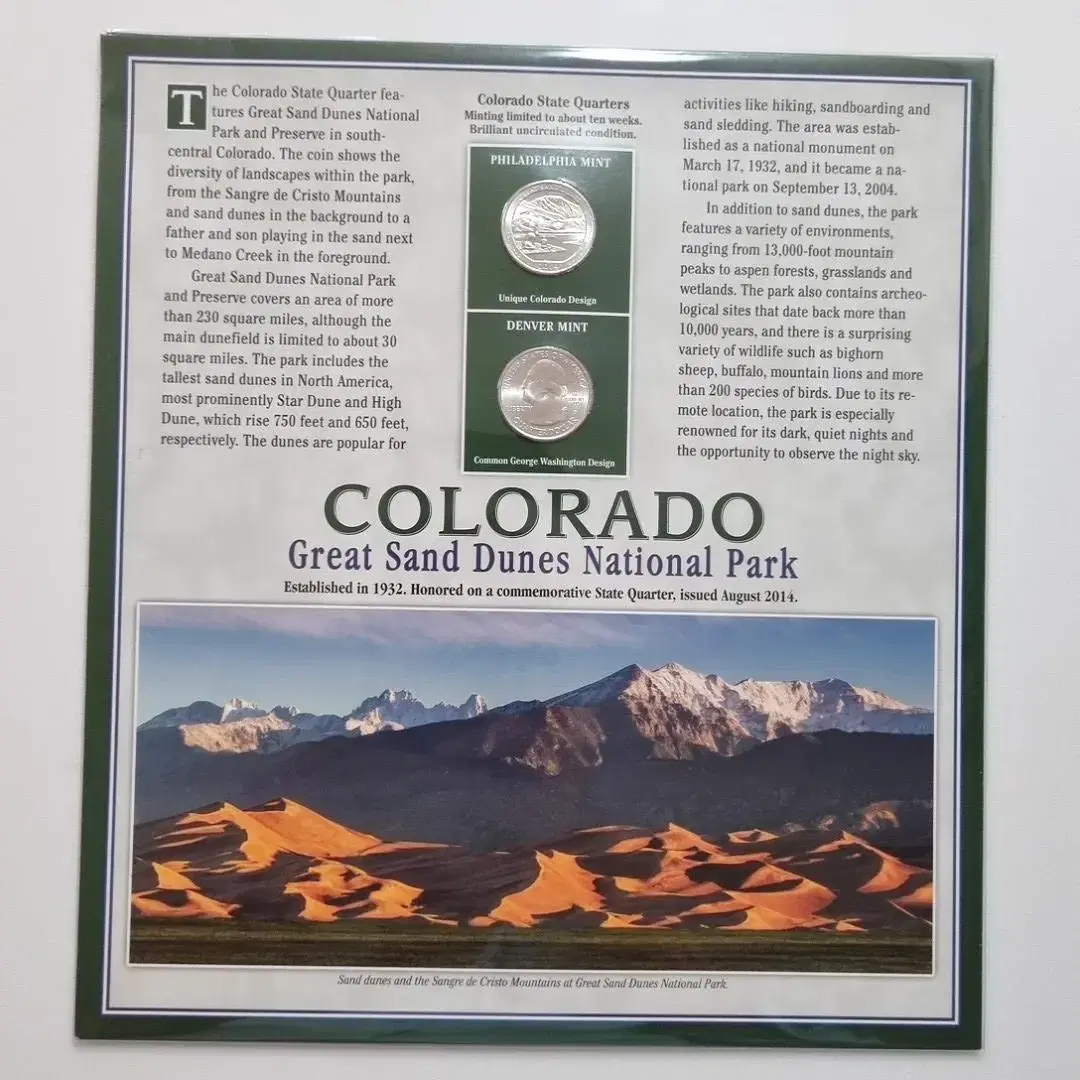 The Colorado State Quarter fea-
tures Great Sand Dunes National
Park and Preserve in south-
central Colorado. The coin shows the
diversity of landscapes within the park,
from the Sangre de Cristo Mountains
and sand dunes in the background to a
father and son playing in the sand next
to Medano Creek in the foreground.
Great Sand Dunes National Park
and Preserve covers an area of more
than 230 square miles, although the
main dunefield is limited to about 30
square miles. The park includes the
tallest sand dunes in North America,
most prominently Star Dune and High
Dune, which rise 750 feet and 650 feet,
respectively. The dunes are popular for
Colorado State Quarters
Minting limited to about ten weeks.
Brilliant uncirculated condition.
PHILADELPHIA MINT
Unique Colorado Design
DENVER MINT
UNITED STATES OF AMERICA
LIBERTY
QUARTER DOLLAR
Common George Washington Design
activities like hiking, sandboarding and
sand sledding. The area was estab-
lished as a national monument on
March 17, 1932, and it became a na-
tional park on September 13, 2004.
In addition to sand dunes, the park
features a variety of environments,
ranging from 13,000-foot mountain
peaks to aspen forests, grasslands and
wetlands. The park also contains archeo-
logical sites that date back more than
10,000 years, and there is a surprising
variety of wildlife such as bighorn
sheep, buffalo, mountain lions and more
than 200 species of birds. Due to its re-
mote location, the park is especially
renowned for its dark, quiet nights and
the opportunity to observe the night sky.
COLORADO
Great Sand Dunes National Park
Established in 1932. Honored on a commemorative State Quarter, issued August 2014.
Sand dunes and the Sangre de Cristo Mountains at Great Sand Dunes National Park.